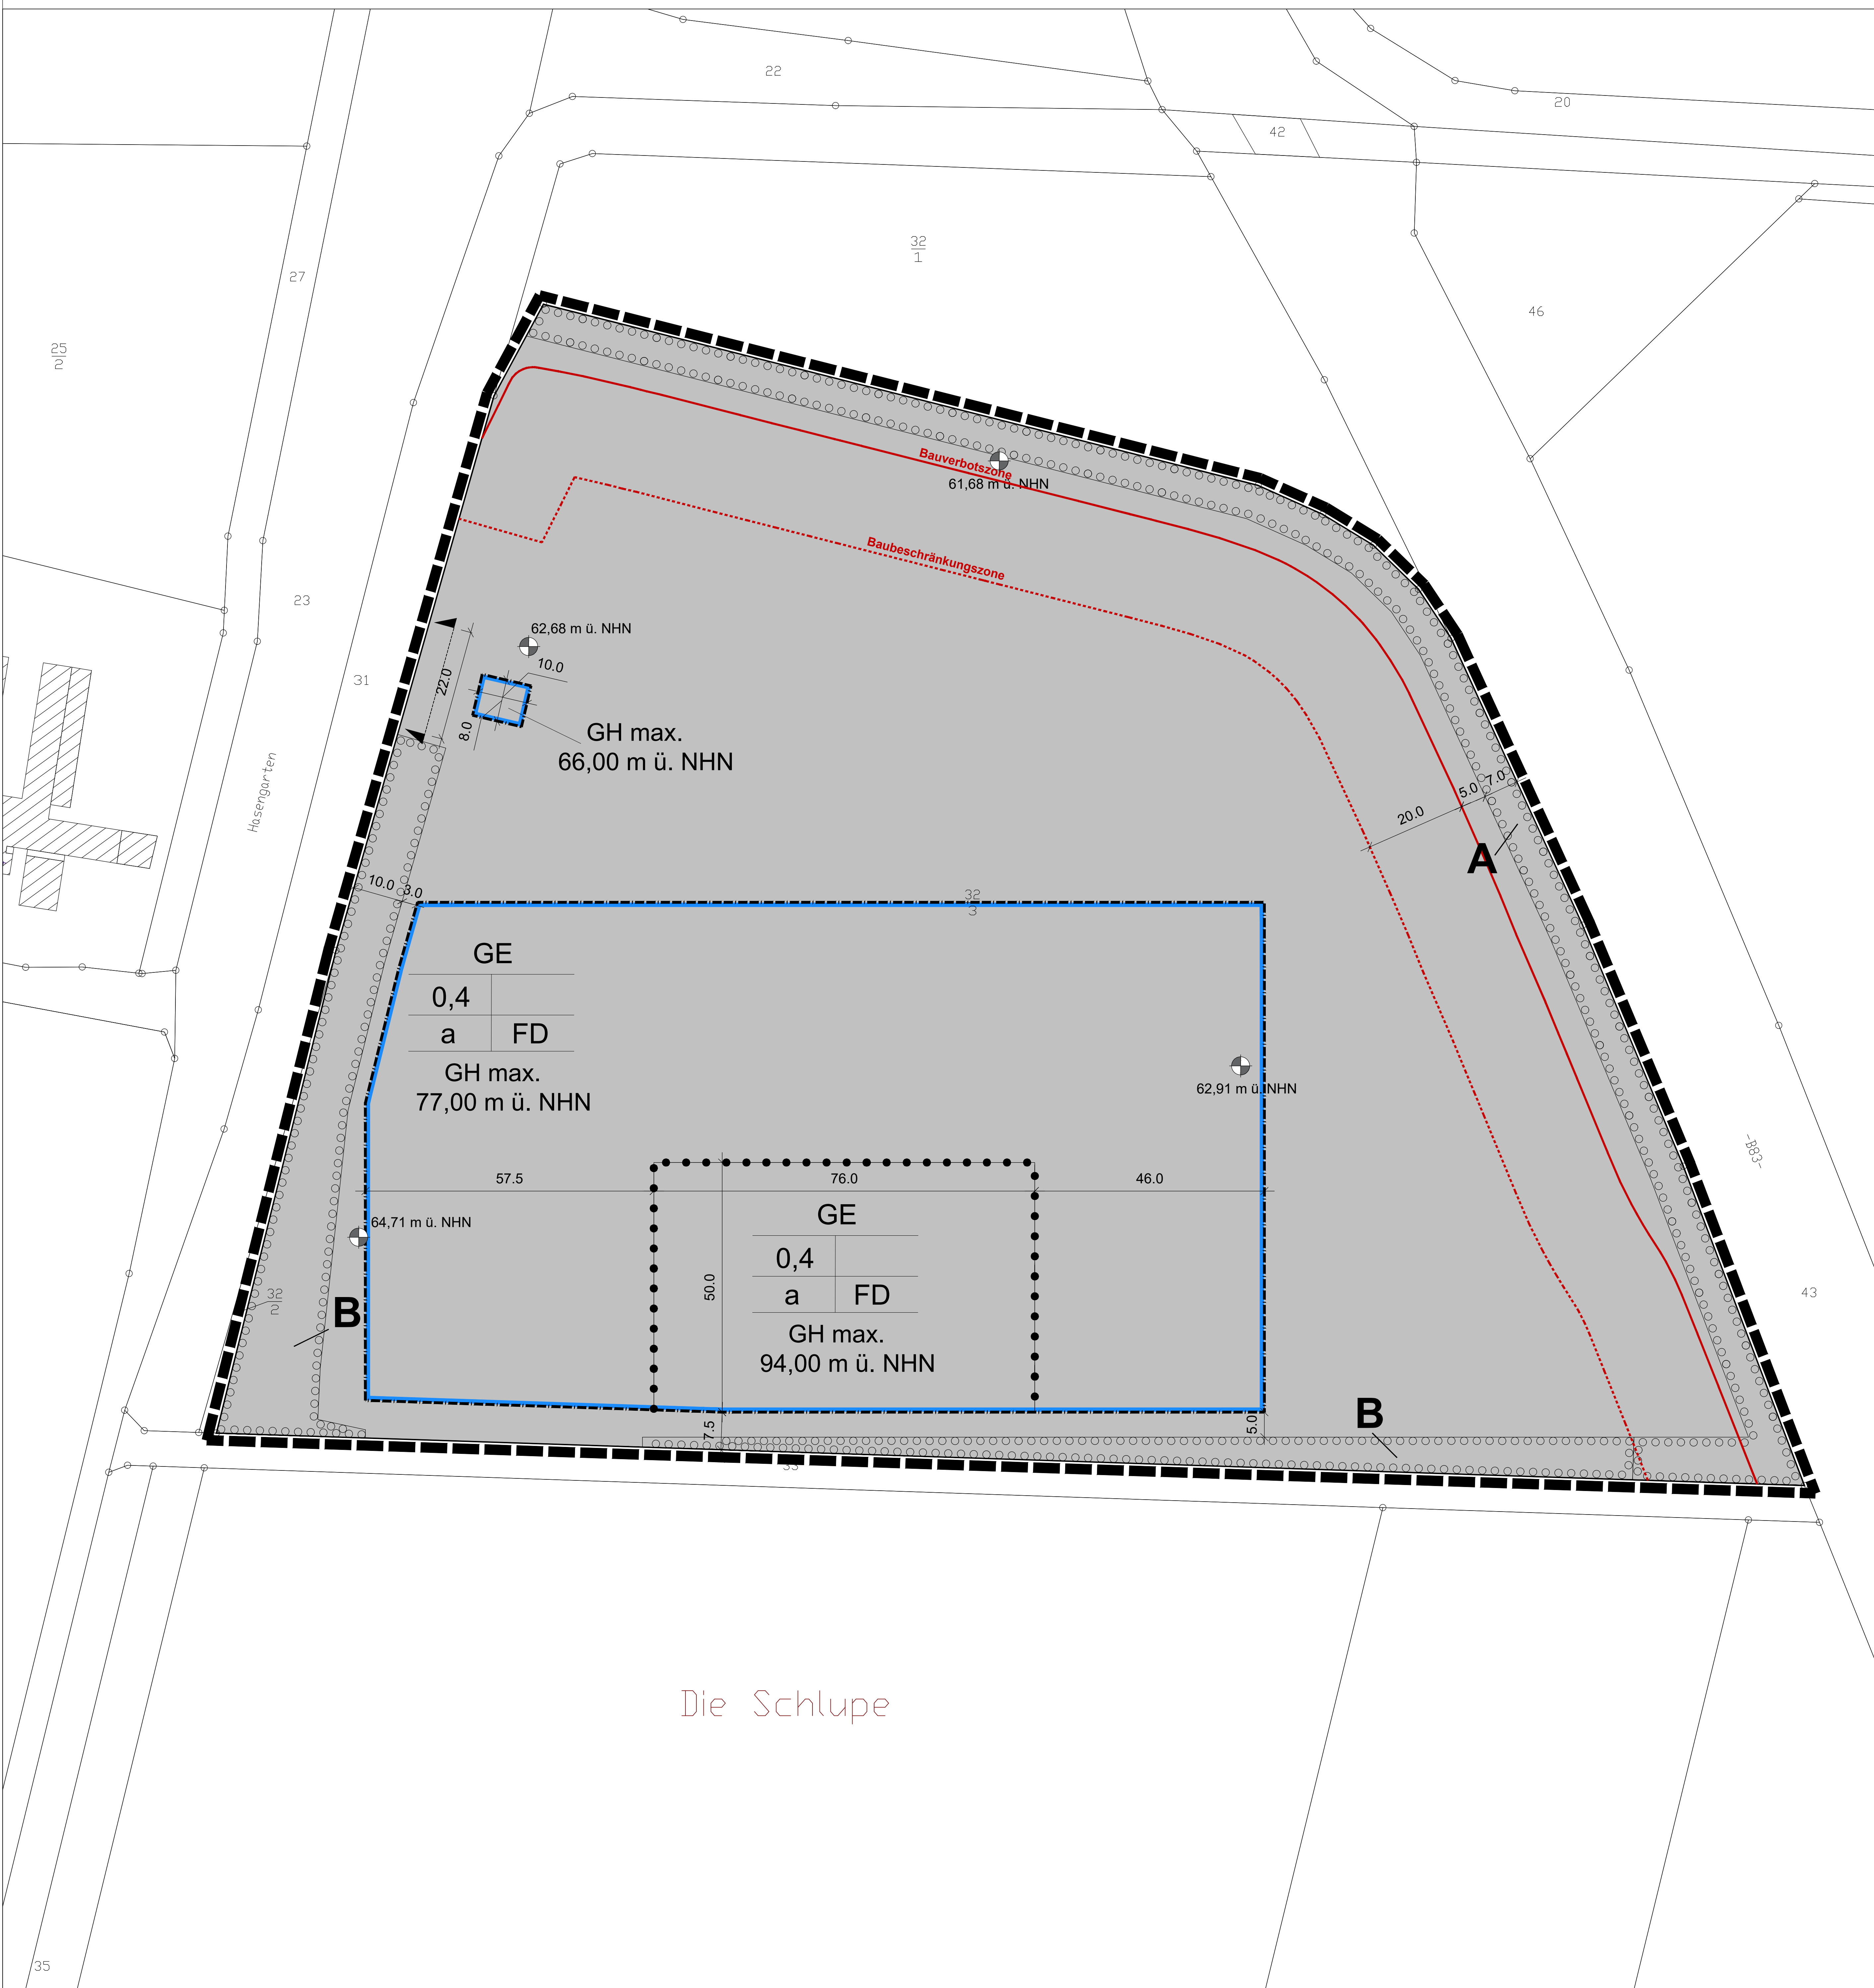 22
20
42
32
1
27
46
25
2
Bauverbotszone
61,68 m ü. NHN
Baubeschränkungszone
23
62,68 m ü. NHN
10.0
22.0
31
8.0
GH max.
66,00 m ü. NHN
Hasengarten
5.0
7.0
20.0
A
10.0
3.0
32
3
GE
0,4
a
FD
GH max.
77,00 m ü. NHN
62,91 m ü. NHN
-B83-
57.5
76.0
46.0
64,71 m ü. NHN
GE
0,4
a
FD
GH max.
94,00 m ü. NHN
50.0
32
2
B
43
B
7.5
5.0
33
Die Schlupe
35